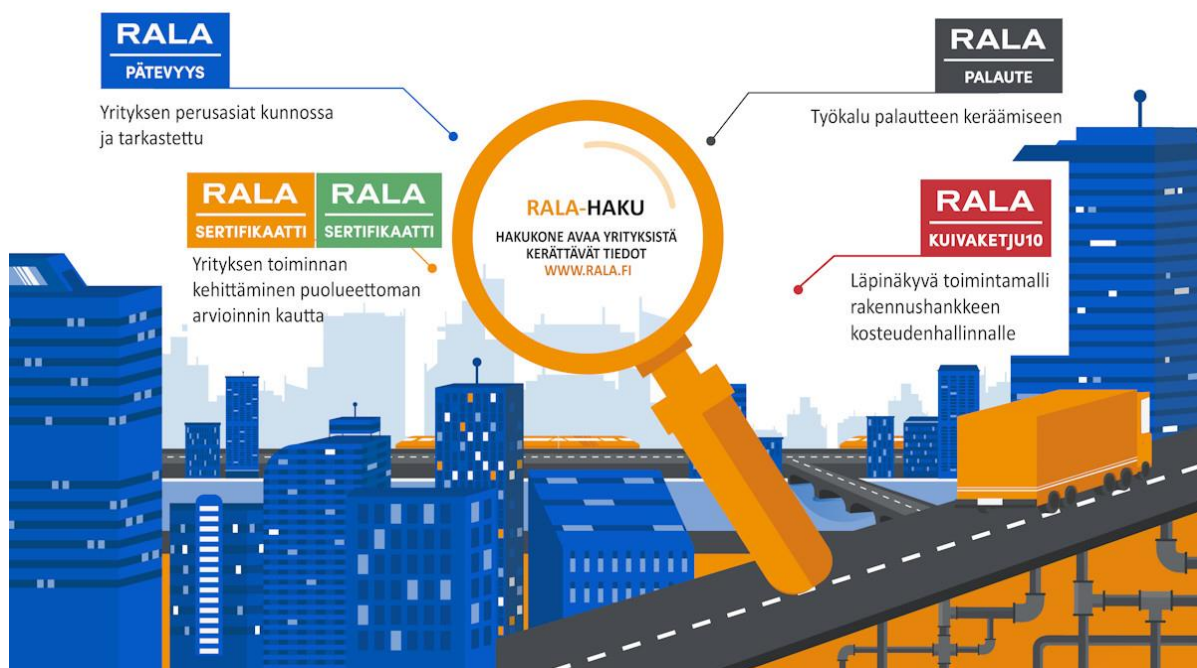 RALA
PÄTEVYYS
Yrityksen perusasiat kunnossa
ja tarkastettu
RALA
SERTIFIKAATTI
RALA
SERTIFIKAATTI
Yrityksen toiminnan
kehittäminen puolueettoman
arvioinnin kautta
RALA-HAKU
HAKUKONE AVAA YRITYKSISTÄ
KERÄTTÄVÄT TIEDOT
WWW.RALA.FI
RALA
PALAUTE
Työkalu palautteen keräämiseen
RALA
KUIVAKETJU10
Läpinäkyvä toimintamalli
rakennushankkeen
kosteudenhallinnalle